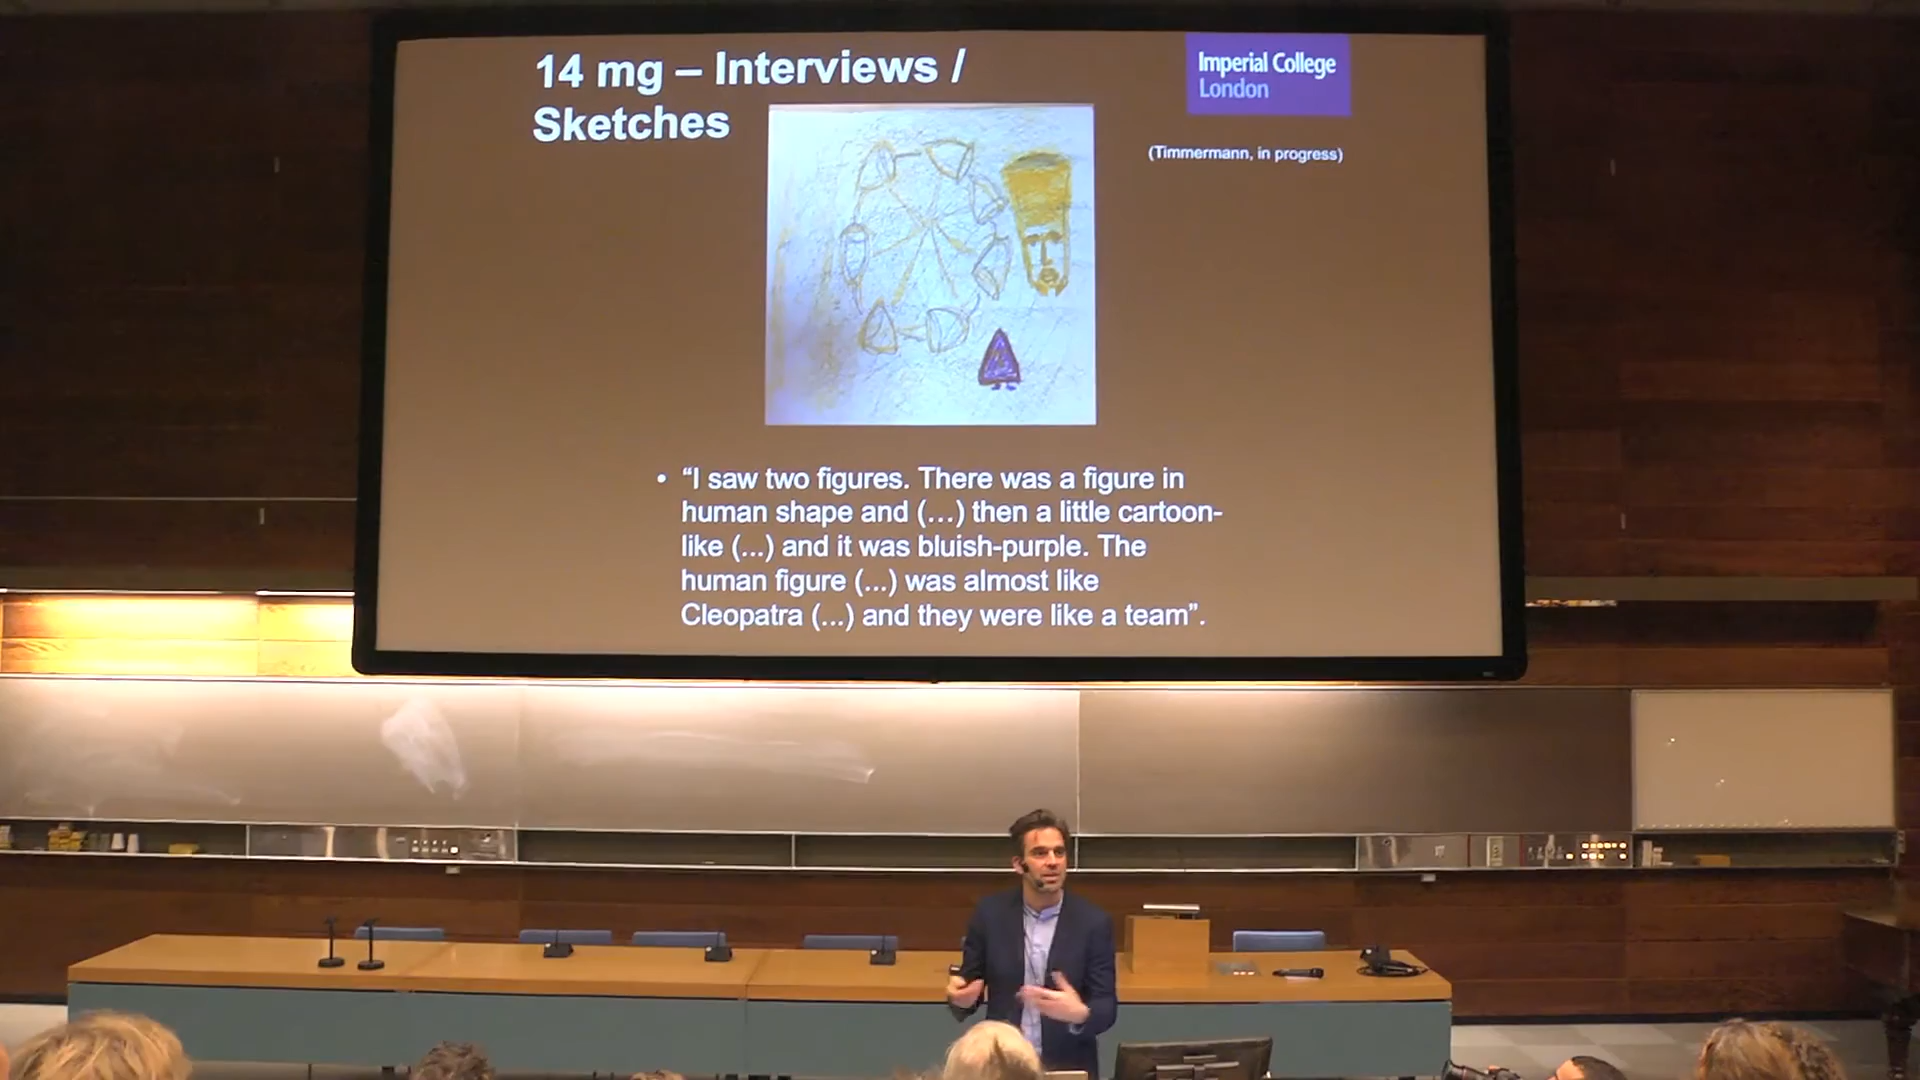 14 mg – Interviews /
Sketches
Imperial College
London
(Timmermann, in progress)
• “I saw two figures. There was a figure in
human shape and (…) then a little cartoon-
like (...) and it was bluish-purple. The
human figure (...) was almost like
Cleopatra (...) and they were like a team”.